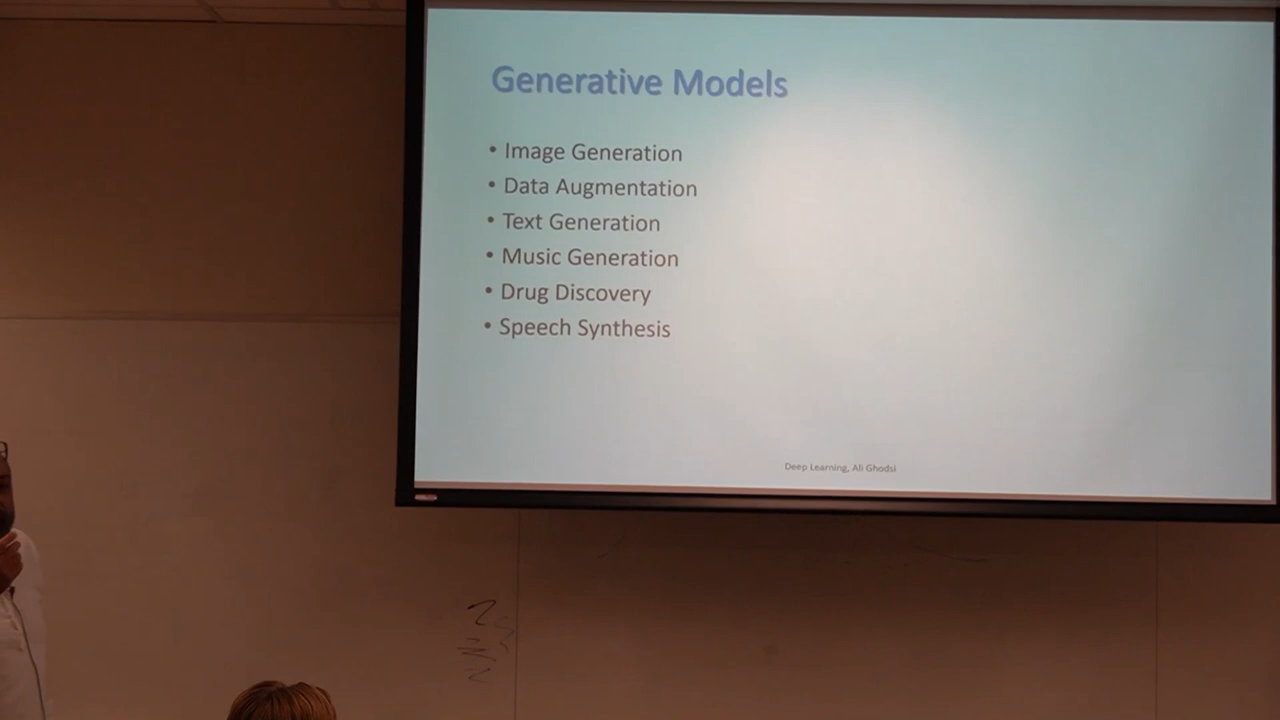 Generative Models
• Image Generation
• Data Augmentation
• Text Generation
• Music Generation
• Drug Discovery
• Speech Synthesis
Deep Learning, Ali Ghodsi